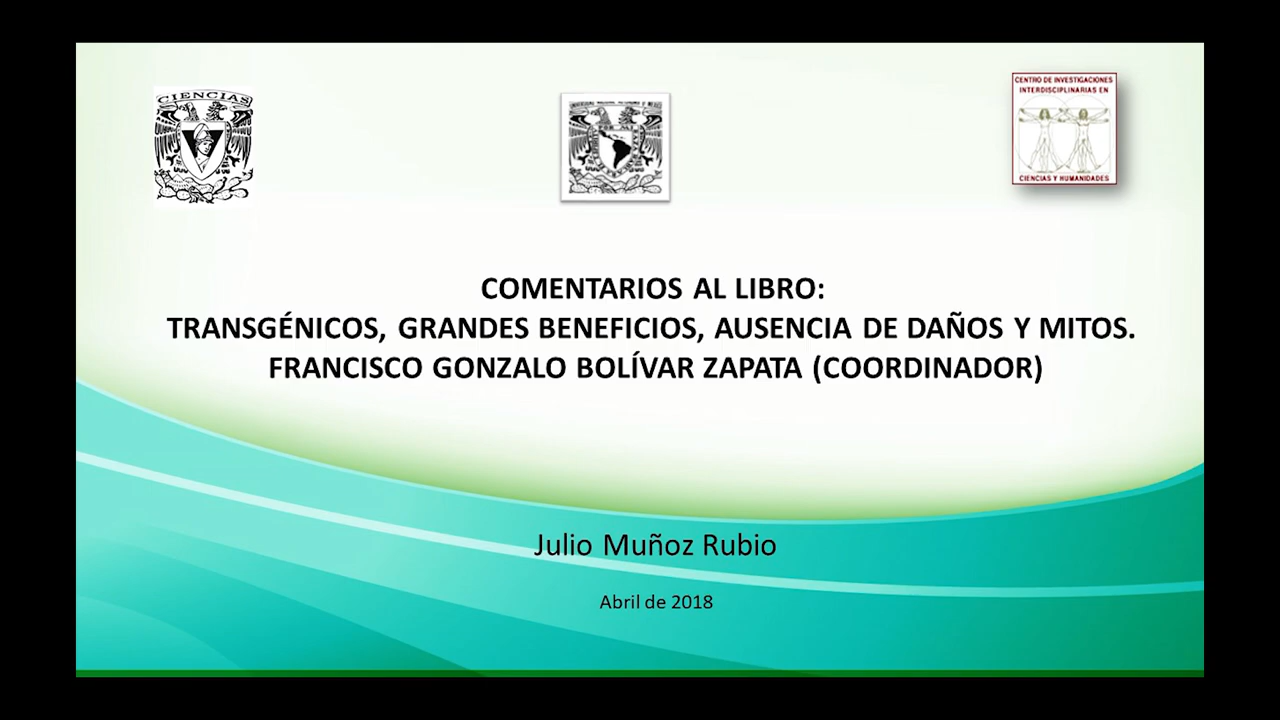 CIENCIAS
CENTRO DE INVESTIGACIONES
INTERDISCIPLINARIAS EN
CIENCIAS Y HUMANIDADES
COMENTARIOS AL LIBRO:
TRANSGÉNICOS, GRANDES BENEFICIOS, AUSENCIA DE DAÑOS Y MITOS.
FRANCISCO GONZALO BOLÍVAR ZAPATA (COORDINADOR)
Julio Muñoz Rubio
Abril de 2018